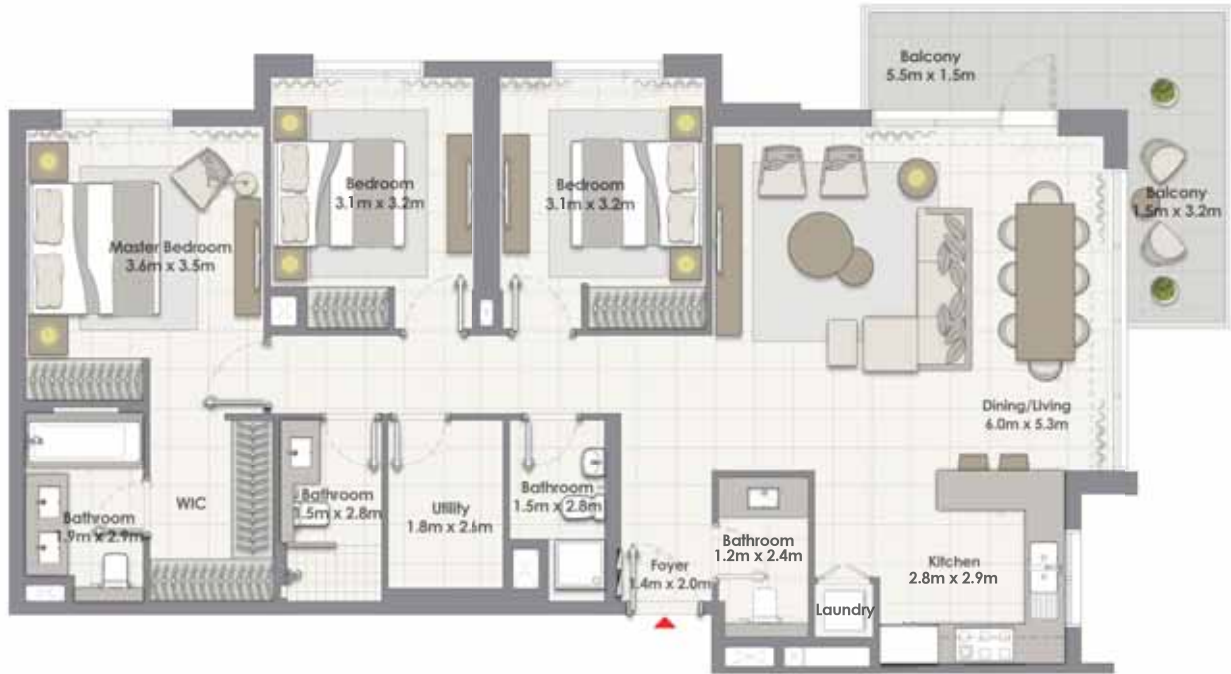 Balcony
5.5m x 1.5m
Bedroom
3.1m x 3.2m
Bedroom
3.1m x 3.2m
Balcony
1.5m x 3.2m
Master Bedroom
3.6m x 3.5m
Dining/Living
6.0m x 5.3m
WIC
Bathroom
1.9m x 2.9m
Bathroom
1.5m x 2.8m
Utility
1.8m x 2.6m
Bathroom
1.5m x 2.8m
Foyer
1.4m x 2.0m
Bathroom
1.2m x 2.4m
Laundry
Kitchen
2.8m x 2.9m